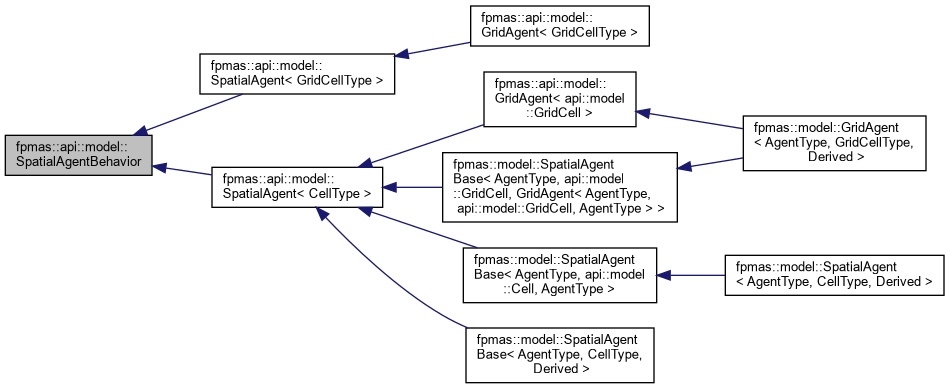 fpmas::api::model::
SpatialAgentBehavior
fpmas::api::model::
SpatialAgent< GridCellType >
fpmas::api::model::
SpatialAgent< CellType >
fpmas::api::model::
GridAgent< GridCellType >
fpmas::api::model::
GridAgent< api::model
::GridCell >
fpmas::model::SpatialAgent
Base< AgentType, api::model
::GridCell, GridAgent< AgentType,
api::model::GridCell, AgentType > >
fpmas::model::SpatialAgent
Base< AgentType, api::model
::Cell, AgentType >
fpmas::model::SpatialAgent
Base< AgentType, CellType,
Derived >
fpmas::model::GridAgent
< AgentType, GridCellType,
Derived >
fpmas::model::SpatialAgent
< AgentType, CellType, Derived >